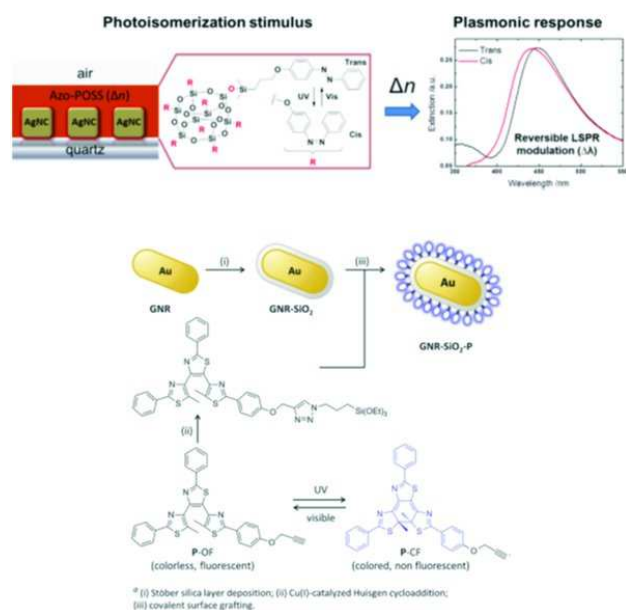 Photoisomerization stimulus
Plasmonic response
air
Azo-POSS (Δn)
AgNC AgNC AgNC
quartz
Trans
UV Vis
Cis
R
Δn
Trans
Cis
Reversible LSPR
modulation (Δλ)
Extinction /a.u.
Wavelength /nm
(i) (iii)
Au Au Au
GNR GNR-SiO2
GNR-SiO2-P
Si(OEt)3
(ii)
UV
visible
P-OF
(colorless, fluorescent)
P-CF
(colored, non fluorescent)
a (i) Stöber silica layer deposition; (ii) Cu(I)-catalyzed Huisgen cycloaddition;
(iii) covalent surface grafting.